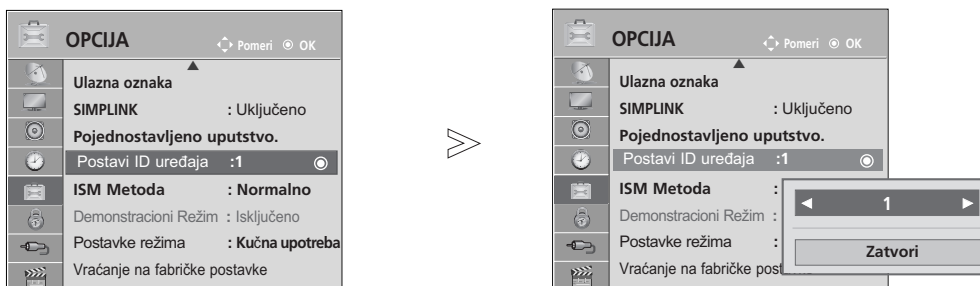 OPCIJA Pomeri OK
Ulazna oznaka
SIMPLINK : Uključeno
Pojednostavljeno uputstvo.
Postavi ID uređaja :1
ISM Metoda : Normalno
Demonstracioni Režim : Isključeno
Postavke režima : Kučna upotreba
Vraćanje na fabričke postavke
OPCIJA Pomeri OK
Ulazna oznaka
SIMPLINK : Uključeno
Pojednostavljeno uputstvo.
Postavi ID uređaja :1
ISM Metoda :
Demonstracioni Režim :
Postavke režima :
Vraćanje na fabričke
1
Zatvori